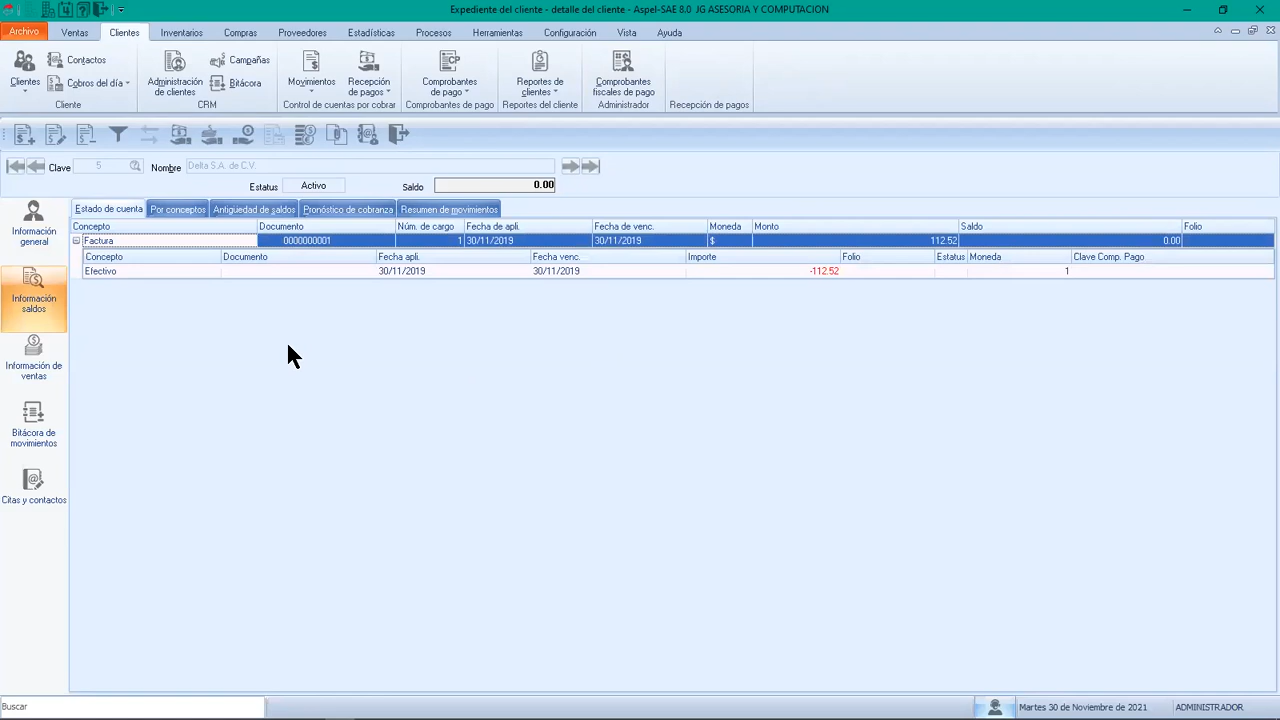 Expediente del cliente - detalle del cliente - Aspel-SAE 8.0 JG ASESORIA Y COMPUTACION
Archivo Ventas Clientes Inventarios Compras Proveedores Estadísticas Procesos Herramientas Configuración Vista Ayuda
Clientes
Contactos
Cobros del día
Cliente
Administración de clientes
Campañas
Bitácora
CRM
Movimientos
Recepción de pagos
Control de cuentas por cobrar
Comprobantes de pago
Comprobantes de pago
Reportes de clientes
Reportes del cliente
Comprobantes fiscales de pago
Administrador
Recepción de pagos
Clave 5 Nombre Delta S.A. de C.V.
Estatus Activo Saldo 0.00
Información general
Información saldos
Información de ventas
Bitácora de movimientos
Citas y contactos
Estado de cuenta Por conceptos Antigüedad de saldos Pronóstico de cobranza Resumen de movimientos
Concepto Documento Núm. de cargo Fecha de apli. Fecha de venc. Moneda Monto Saldo Folio
Factura 0000000001 1 30/11/2019 30/11/2019 $ 112.52 0.00
Concepto Documento Fecha apli. Fecha venc. Importe Folio Estatus Moneda Clave Comp. Pago
Efectivo 30/11/2019 30/11/2019 -112.52 1
Buscar Martes 30 de Noviembre de 2021 ADMINISTRADOR